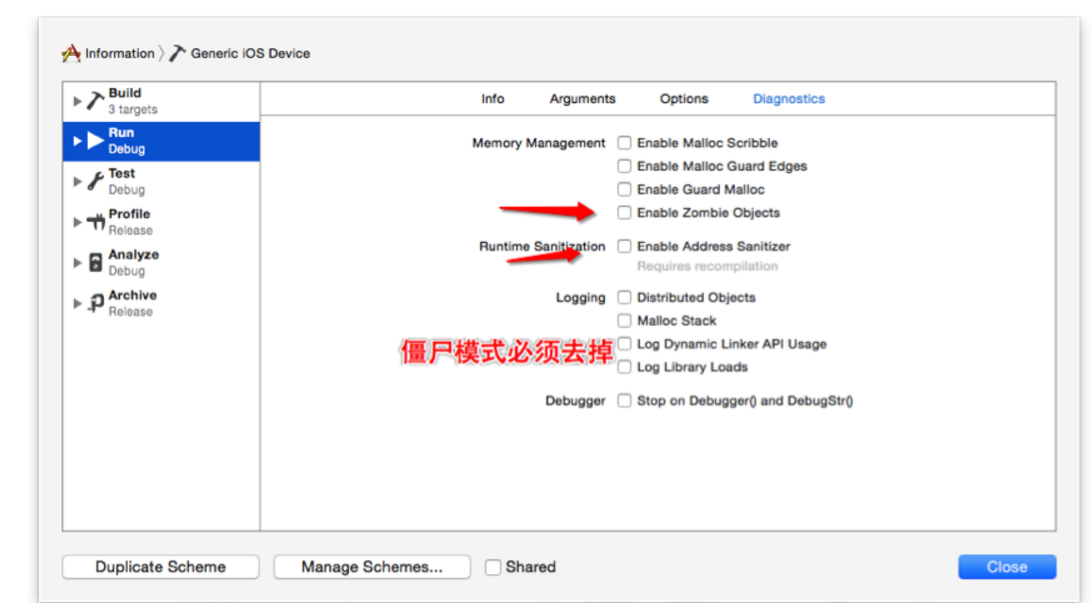 Information 〉 Generic iOS Device
Build
3 targets
Run
Debug
Test
Debug
Profile
Release
Analyze
Debug
Archive
Release
Info Arguments Options Diagnostics
Memory Management Enable Malloc Scribble
Enable Malloc Guard Edges
Enable Guard Malloc
Enable Zombie Objects
Runtime Sanitization Enable Address Sanitizer
Requires recompilation
Logging Distributed Objects
Malloc Stack
僵尸模式必须去掉 Log Dynamic Linker API Usage
Log Library Loads
Debugger Stop on Debugger() and DebugStr()
Duplicate Scheme Manage Schemes... Shared Close